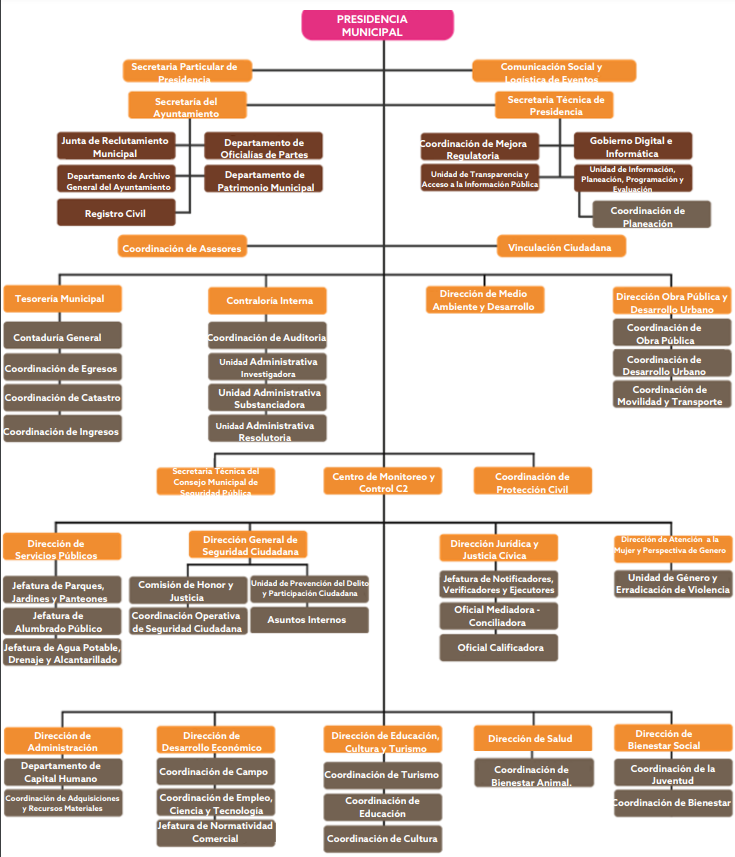 PRESIDENCIA
MUNICIPAL
Secretaría Particular de
Presidencia
Comunicación Social y
Logística de Eventos
Secretaría del
Ayuntamiento
Secretaría Técnica de
Presidencia
Junta de Reclutamiento
Municipal
Departamento de
Oficialías de Partes
Coordinación de Mejora
Regulatoria
Gobierno Digital e
Informática
Departamento de Archivo
General del Ayuntamiento
Departamento de
Patrimonio Municipal
Unidad de Transparencia y
Acceso a la Información Pública
Unidad de Información,
Planeación, Programación y
Evaluación
Registro Civil
Coordinación de
Planeación
Coordinación de Asesores
Vinculación Ciudadana
Tesorería Municipal
Contraloría Interna
Dirección de Medio
Ambiente y Desarrollo
Dirección Obra Pública y
Desarrollo Urbano
Contaduría General
Coordinación de Egresos
Coordinación de Catastro
Coordinación de Ingresos
Coordinación de Auditoria
Unidad Administrativa
Investigadora
Unidad Administrativa
Substanciadora
Unidad Administrativa
Resolutoria
Coordinación de
Obra Pública
Coordinación de
Desarrollo Urbano
Coordinación de
Movilidad y Transporte
Secretaría Técnica del
Consejo Municipal de
Seguridad Pública
Centro de Monitoreo y
Control C2
Coordinación de
Protección Civil
Dirección de
Servicios Públicos
Dirección General de
Seguridad Ciudadana
Dirección Jurídica y
Justicia Cívica
Dirección de Atención a la
Mujer y Perspectiva de Genero
Jefatura de Parques,
Jardines y Panteones
Jefatura de
Alumbrado Público
Jefatura de Agua Potable,
Drenaje y Alcantarillado
Comisión de Honor y
Justicia
Unidad de Prevención del Delito
y Participación Ciudadana
Coordinación Operativa
de Seguridad Ciudadana
Asuntos Internos
Jefatura de Notificadores,
Verificadores y Ejecutores
Oficial Mediadora -
Conciliadora
Oficial Calificadora
Unidad de Género y
Erradicación de Violencia
Dirección de
Administración
Dirección de
Desarrollo Económico
Dirección de Educación,
Cultura y Turismo
Dirección de Salud
Dirección de
Bienestar Social
Departamento de
Capital Humano
Coordinación de Adquisiciones
y Recursos Materiales
Coordinación de Campo
Coordinación de Empleo,
Ciencia y Tecnología
Jefatura de Normatividad
Comercial
Coordinación de Turismo
Coordinación de
Educación
Coordinación de Cultura
Coordinación de
Bienestar Animal.
Coordinación de la
Juventud
Coordinación de Bienestar